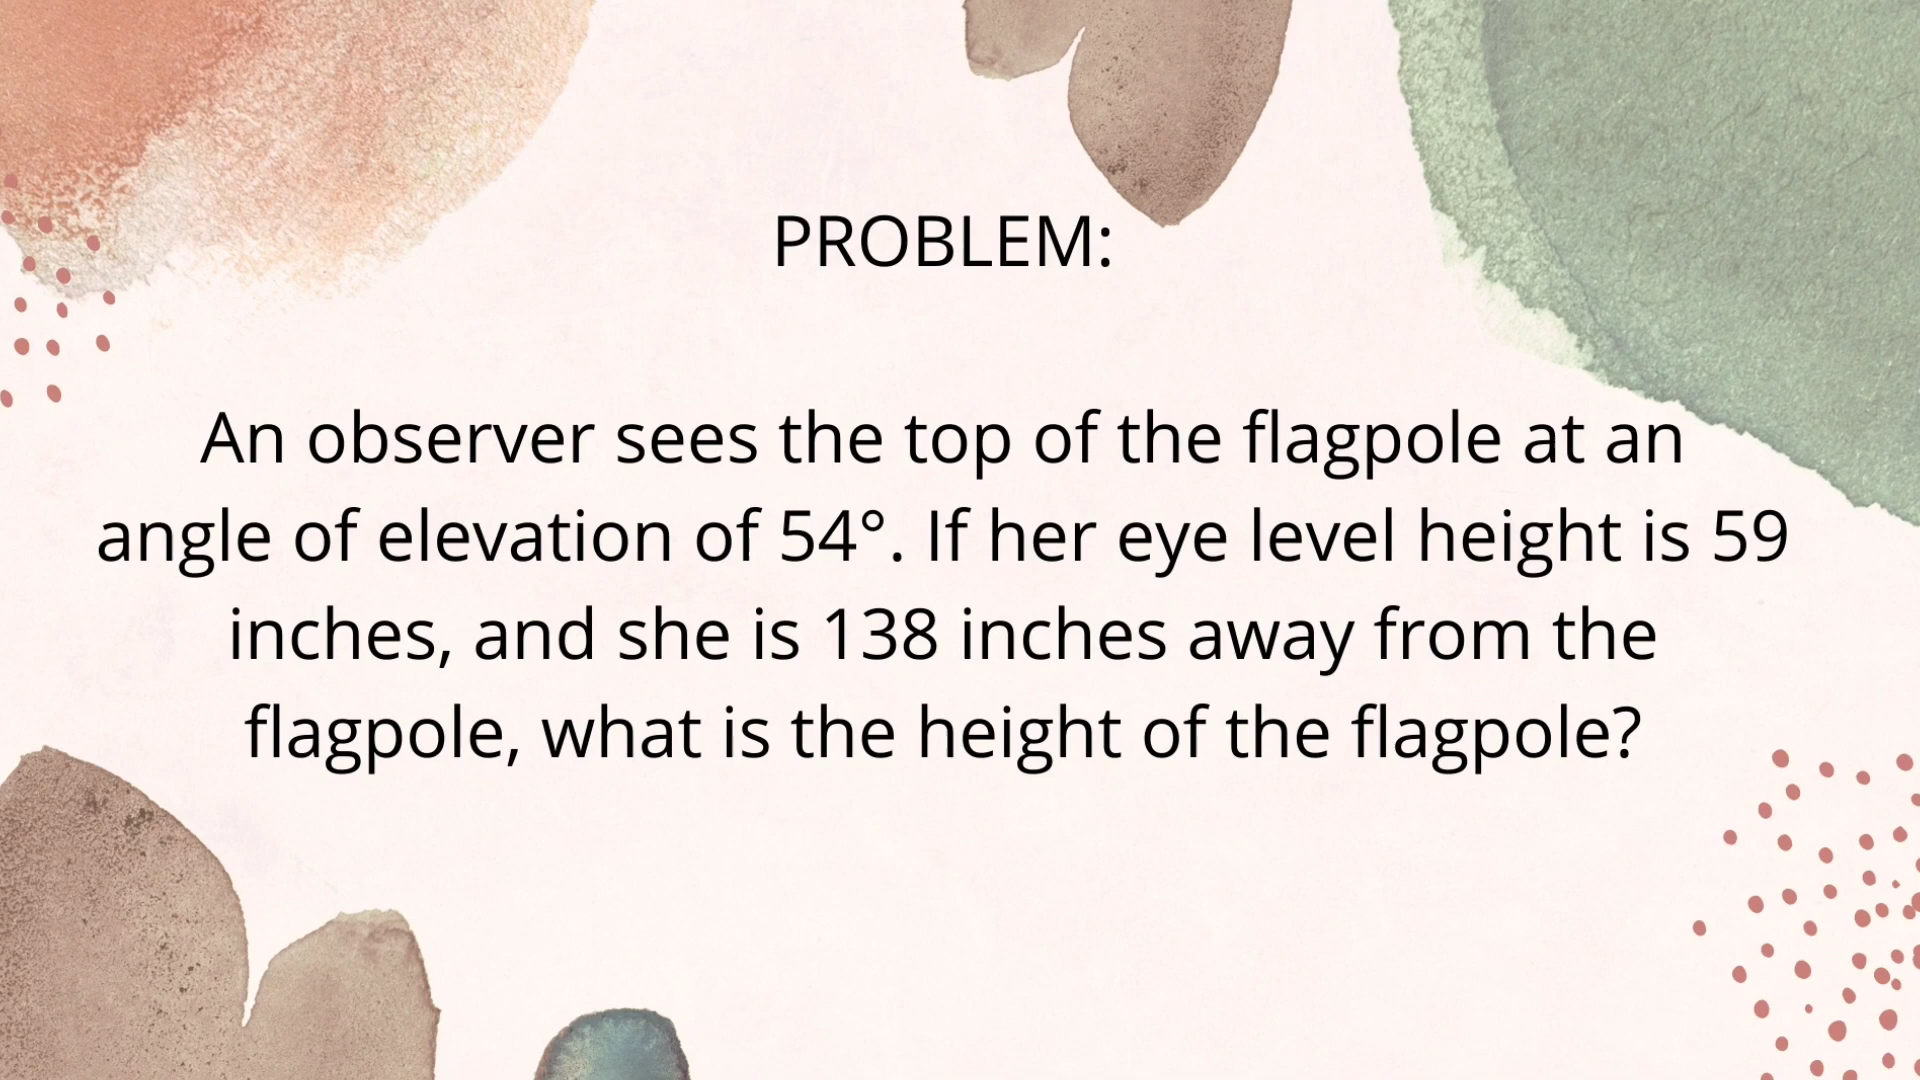 PROBLEM:
An observer sees the top of the flagpole at an
angle of elevation of 54°. If her eye level height is 59
inches, and she is 138 inches away from the
flagpole, what is the height of the flagpole?